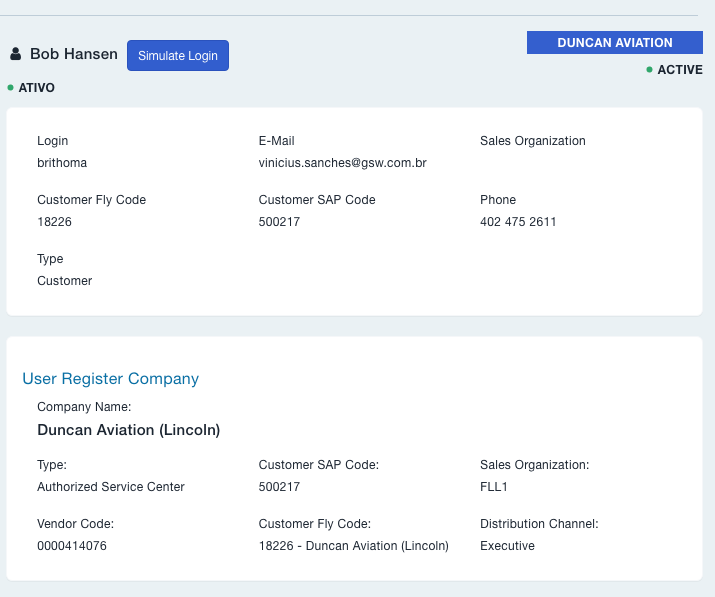 Bob Hansen
Simulate Login
DUNCAN AVIATION
ACTIVE
ATIVO
Login
E-Mail
Sales Organization
brithoma
vinicius.sanches@gsw.com.br
Customer Fly Code
Customer SAP Code
Phone
18226
500217
402 475 2611
Type
Customer
User Register Company
Company Name:
Duncan Aviation (Lincoln)
Type:
Customer SAP Code:
Sales Organization:
Authorized Service Center
500217
FLL1
Vendor Code:
Customer Fly Code:
Distribution Channel:
0000414076
18226 - Duncan Aviation (Lincoln)
Executive